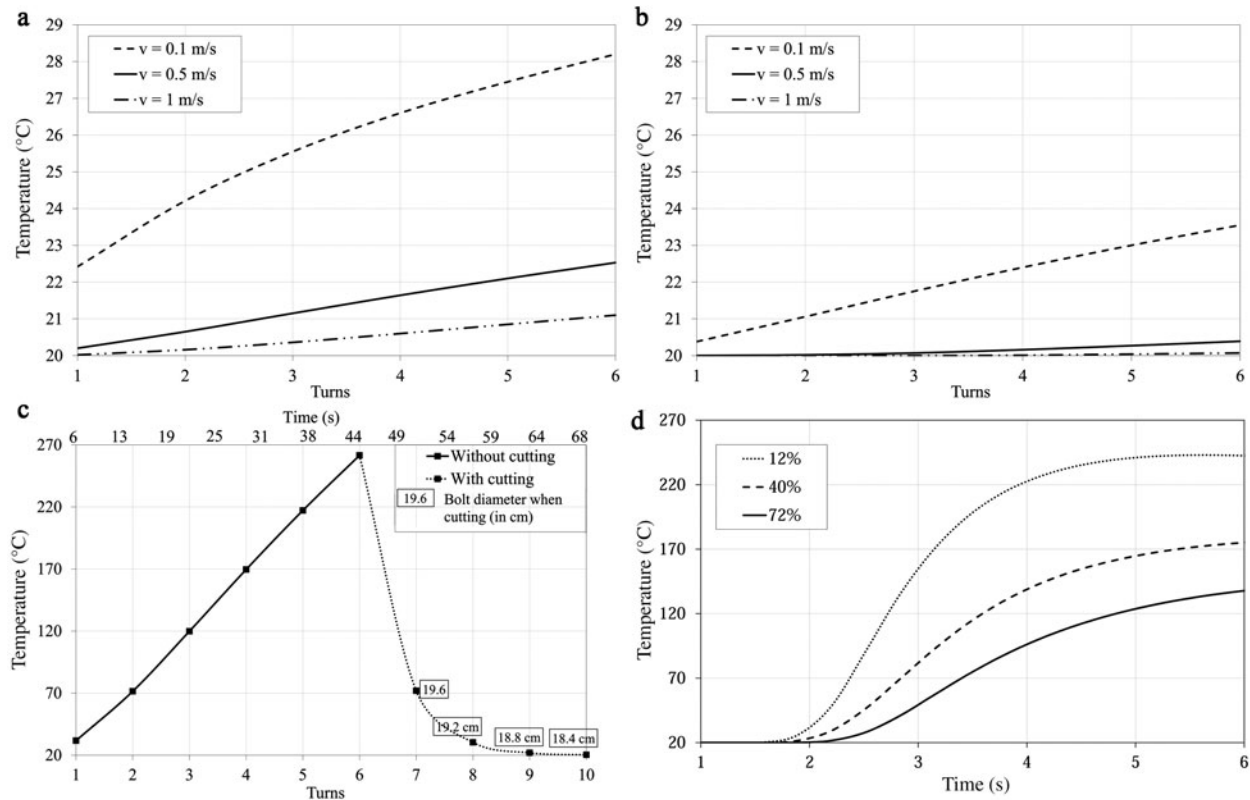 a
29
28
27
26
25
24
23
22
21
20
Temperature (°C)
v = 0.1 m/s
v = 0.5 m/s
v = 1 m/s
1 2 3 4 5 6
Turns
b
29
28
27
26
25
24
23
22
21
20
Temperature (°C)
v = 0.1 m/s
v = 0.5 m/s
v = 1 m/s
1 2 3 4 5 6
Turns
c
Time (s)
6 13 19 25 31 38 44 49 54 59 64 68
270
220
170
120
70
20
Temperature (°C)
Without cutting
With cutting
19.6 Bolt diameter when
cutting (in cm)
19.6
19.2 cm
18.8 cm
18.4 cm
1 2 3 4 5 6 7 8 9 10
Turns
d
270
220
170
120
70
20
Temperature (°C)
12%
40%
72%
1 2 3 4 5 6
Time (s)